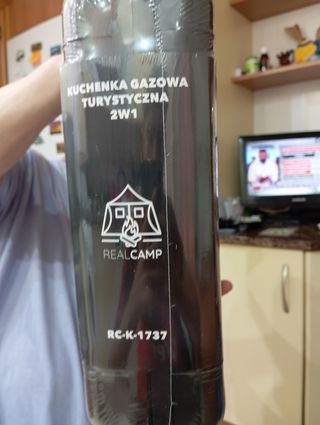 KUCHENKA GAZOWA
TURYSTYCZNA
2W1
REALCAMP
RC-K-1737